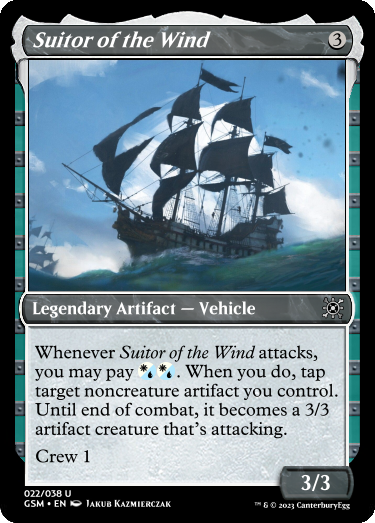 Suitor of the Wind 3
Legendary Artifact — Vehicle
Whenever Suitor of the Wind attacks,
you may pay . When you do, tap
target noncreature artifact you control.
Until end of combat, it becomes a 3/3
artifact creature that's attacking.
Crew 1
3/3
022/038 U
GSM • EN Jakub Kazmierczak
™ & © 2023 CanterburyEgg